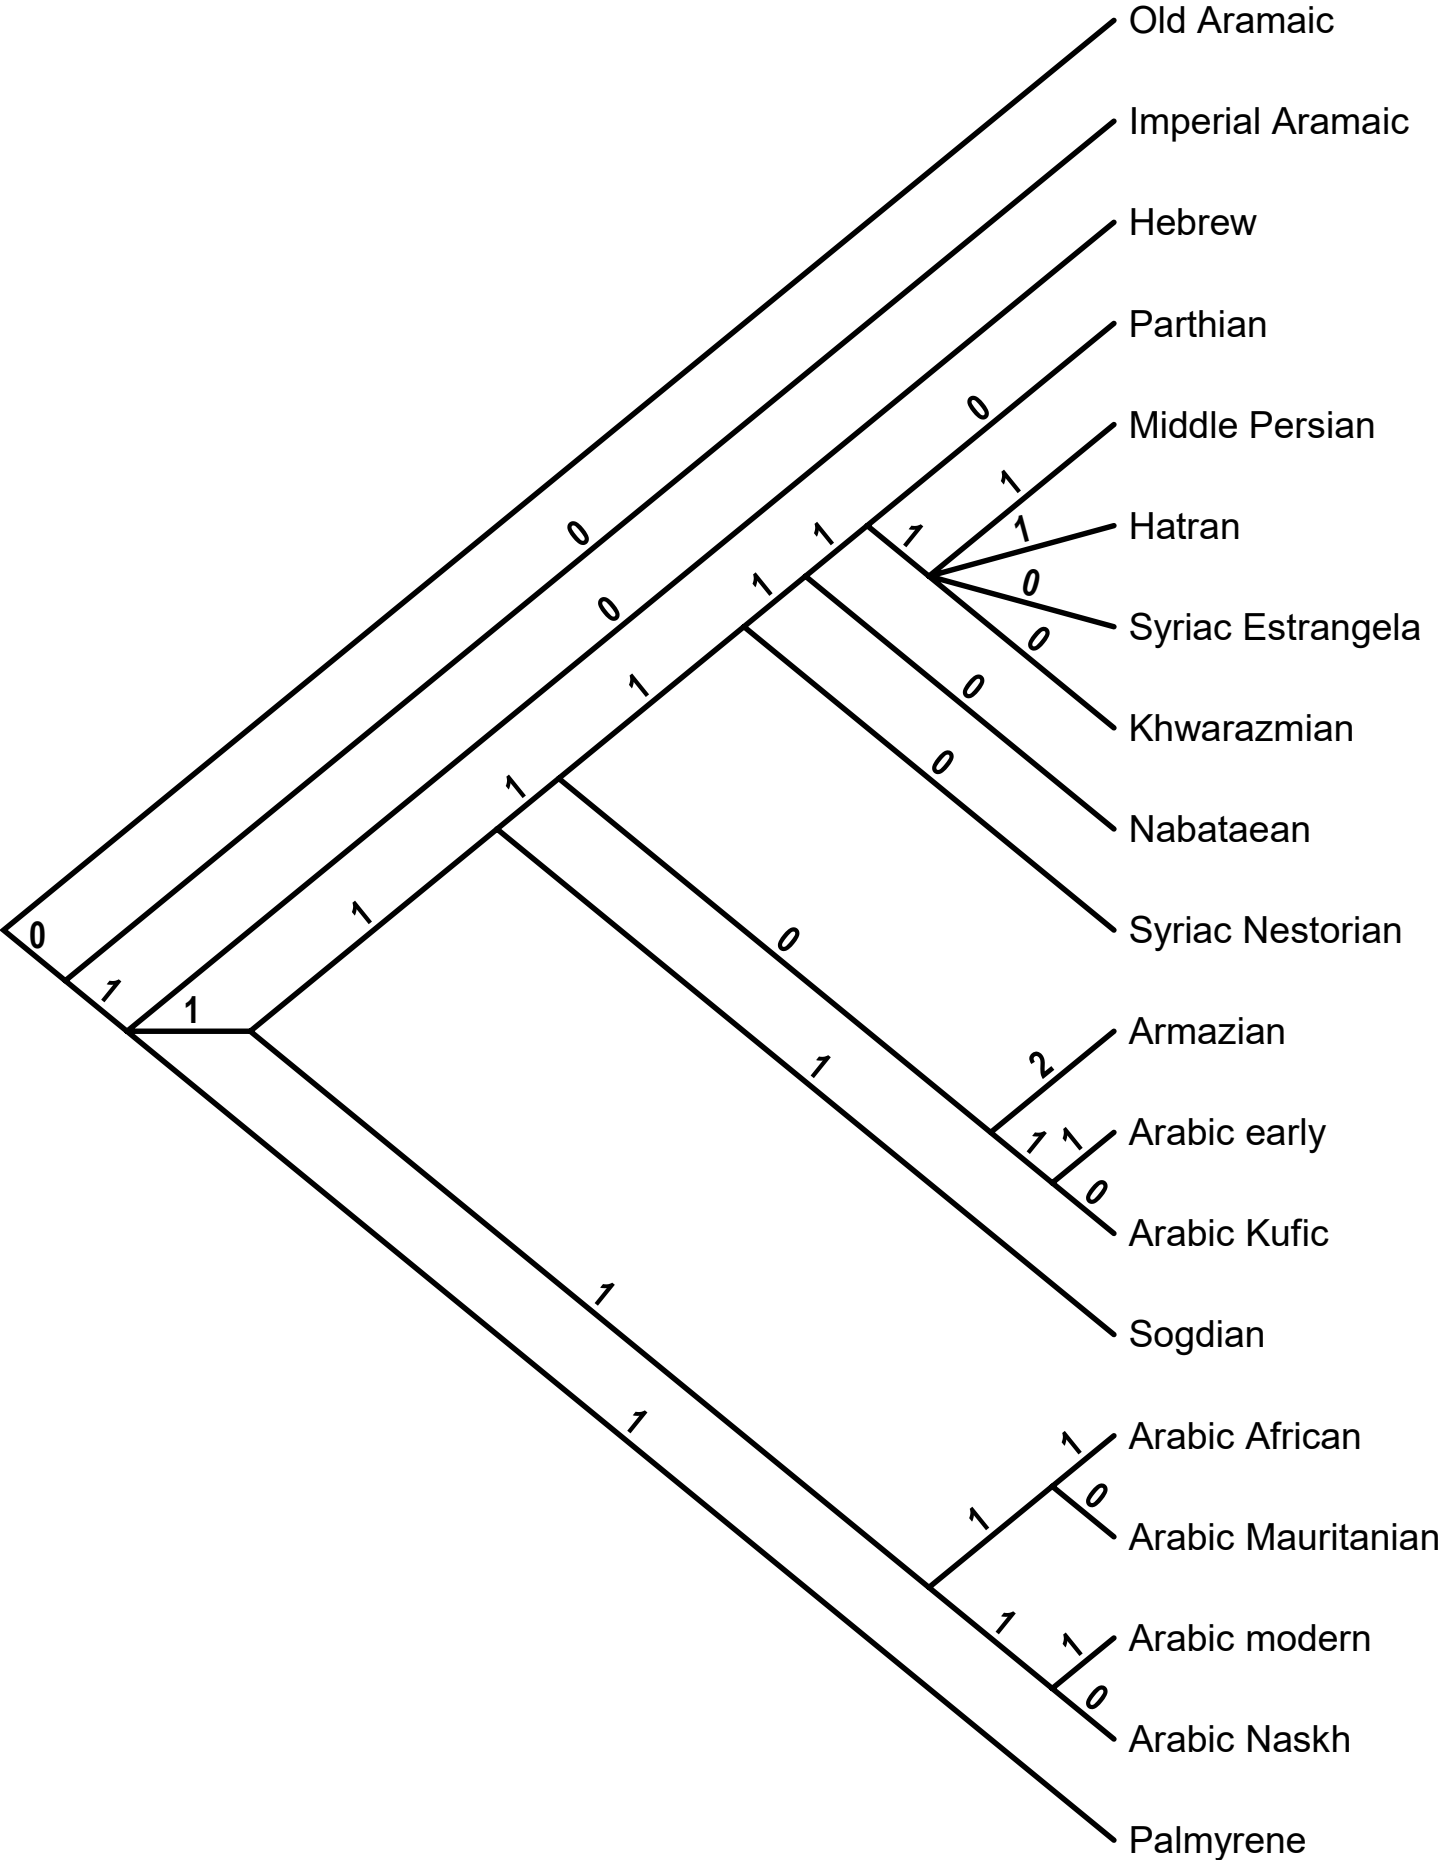 Old Aramaic
Imperial Aramaic
Hebrew
Parthian
0
Middle Persian
1
Hatran
1
0
1
1
Syriac Estrangela
0
1
0
0
Khwarazmian
1
0
0
Nabataean
1
0
1
Syriac Nestorian
0
0
1
Armazian
1
1
2
1
Arabic early
1
1
0
Arabic Kufic
1
Sogdian
1
Arabic African
1
0
1
Arabic Mauritanian
1
1
Arabic modern
0
Arabic Naskh
Palmyrene